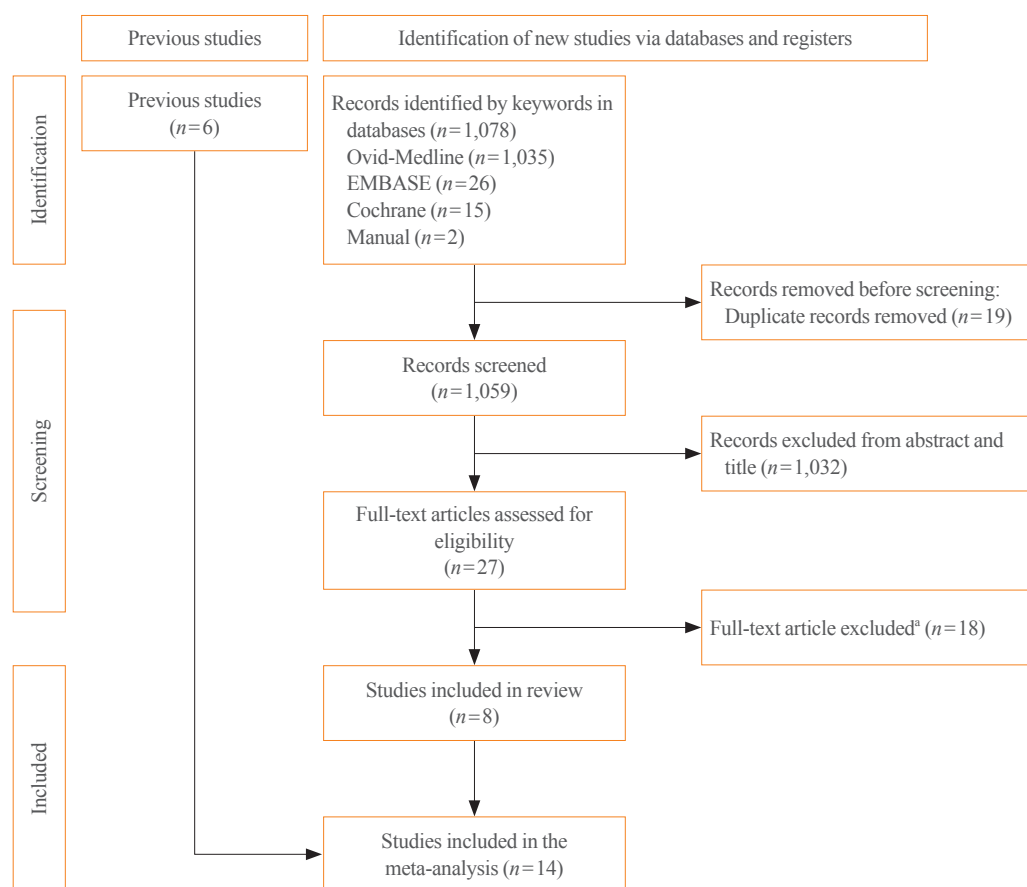 Previous studies
Identification of new studies via databases and registers
Identification
Previous studies
(n=6)
Records identified by keywords in
databases (n=1,078)
Ovid-Medline (n=1,035)
EMBASE (n=26)
Cochrane (n=15)
Manual (n=2)
Records removed before screening:
Duplicate records removed (n=19)
Screening
Records screened
(n=1,059)
Records excluded from abstract and
title (n=1,032)
Full-text articles assessed for
eligibility
(n=27)
Full-text article excludedᵃ (n=18)
Included
Studies included in review
(n=8)
Studies included in the
meta-analysis (n=14)